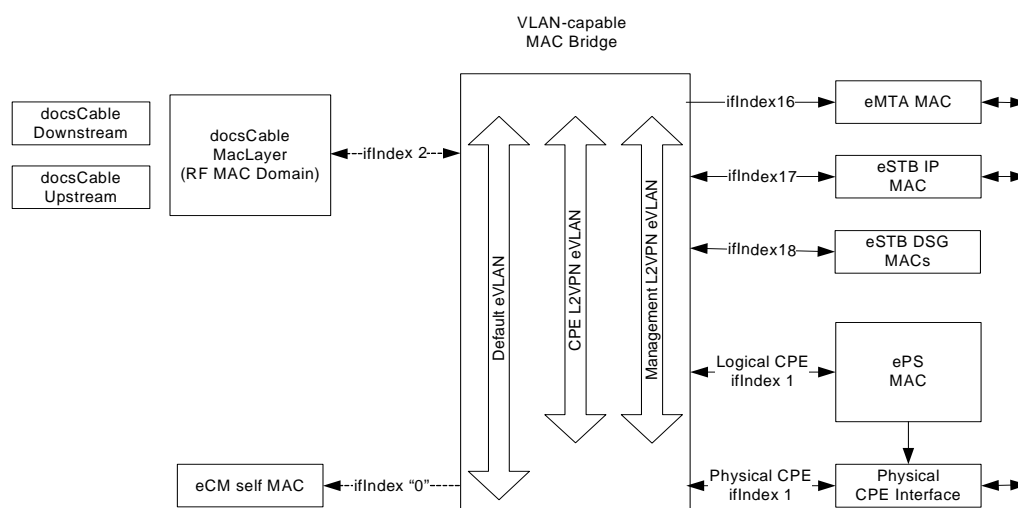 VLAN-capable
MAC Bridge
docsCable
Downstream
docsCable
Upstream
docsCable
MacLayer
(RF MAC Domain)
ifIndex 2
eCM self MAC
ifIndex “0”
Default eVLAN
CPE L2VPN eVLAN
Management L2VPN eVLAN
ifIndex16
eMTA MAC
ifIndex17
eSTB IP
MAC
ifIndex18
eSTB DSG
MACs
Logical CPE
ifIndex 1
ePS
MAC
Physical CPE
ifIndex 1
Physical
CPE Interface